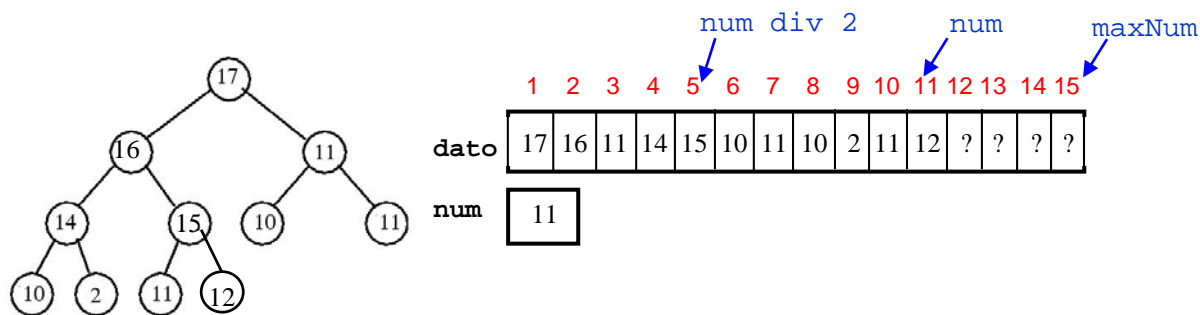 num div 2 num maxNum
17
1 2 3 4 5 6 7 8 9 10 11 12 13 14 15
16 11
dato 17 16 11 14 15 10 11 10 2 11 12 ? ? ? ?
14 15 10 11
num 11
10 2 11 12